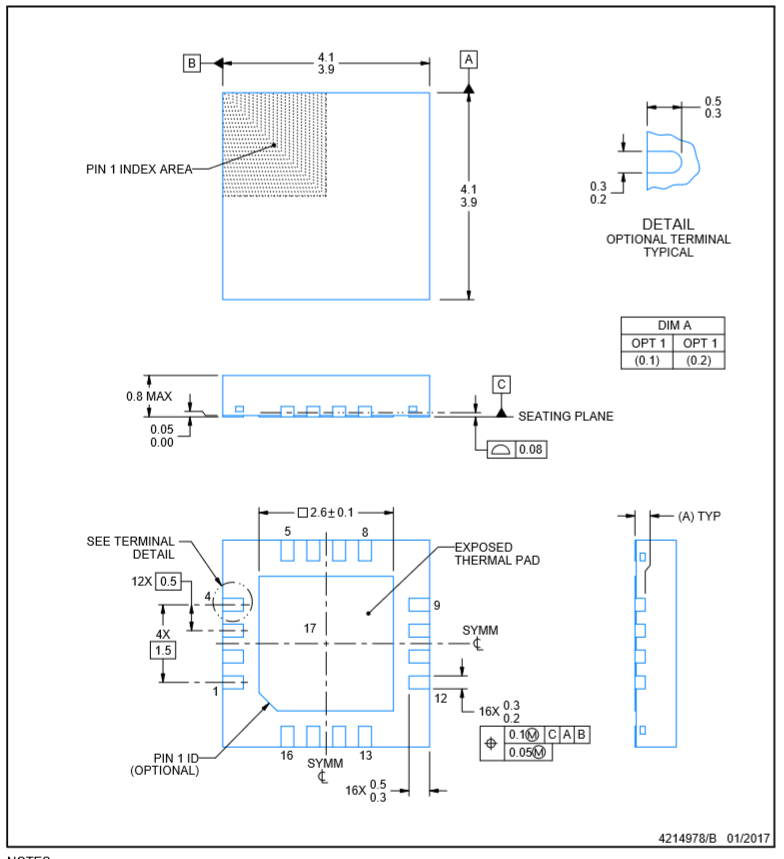 B
4.1
3.9
A
PIN 1 INDEX AREA
4.1
3.9
0.5
0.3
0.3
0.2
DETAIL
OPTIONAL TERMINAL
TYPICAL
DIM A
OPT 1 OPT 1
(0.1) (0.2)
0.8 MAX
C
SEATING PLANE
0.05
0.00
0.08
2.6± 0.1
(A) TYP
SEE TERMINAL
DETAIL
5
8
EXPOSED
THERMAL PAD
12X 0.5
4
9
4X
1.5
17
SYMM
℄
1
12
16X 0.3
0.2
0.1Ⓜ C A B
0.05Ⓜ
PIN 1 ID
(OPTIONAL)
16
SYMM
℄
13
16X 0.5
0.3
4214978/B 01/2017